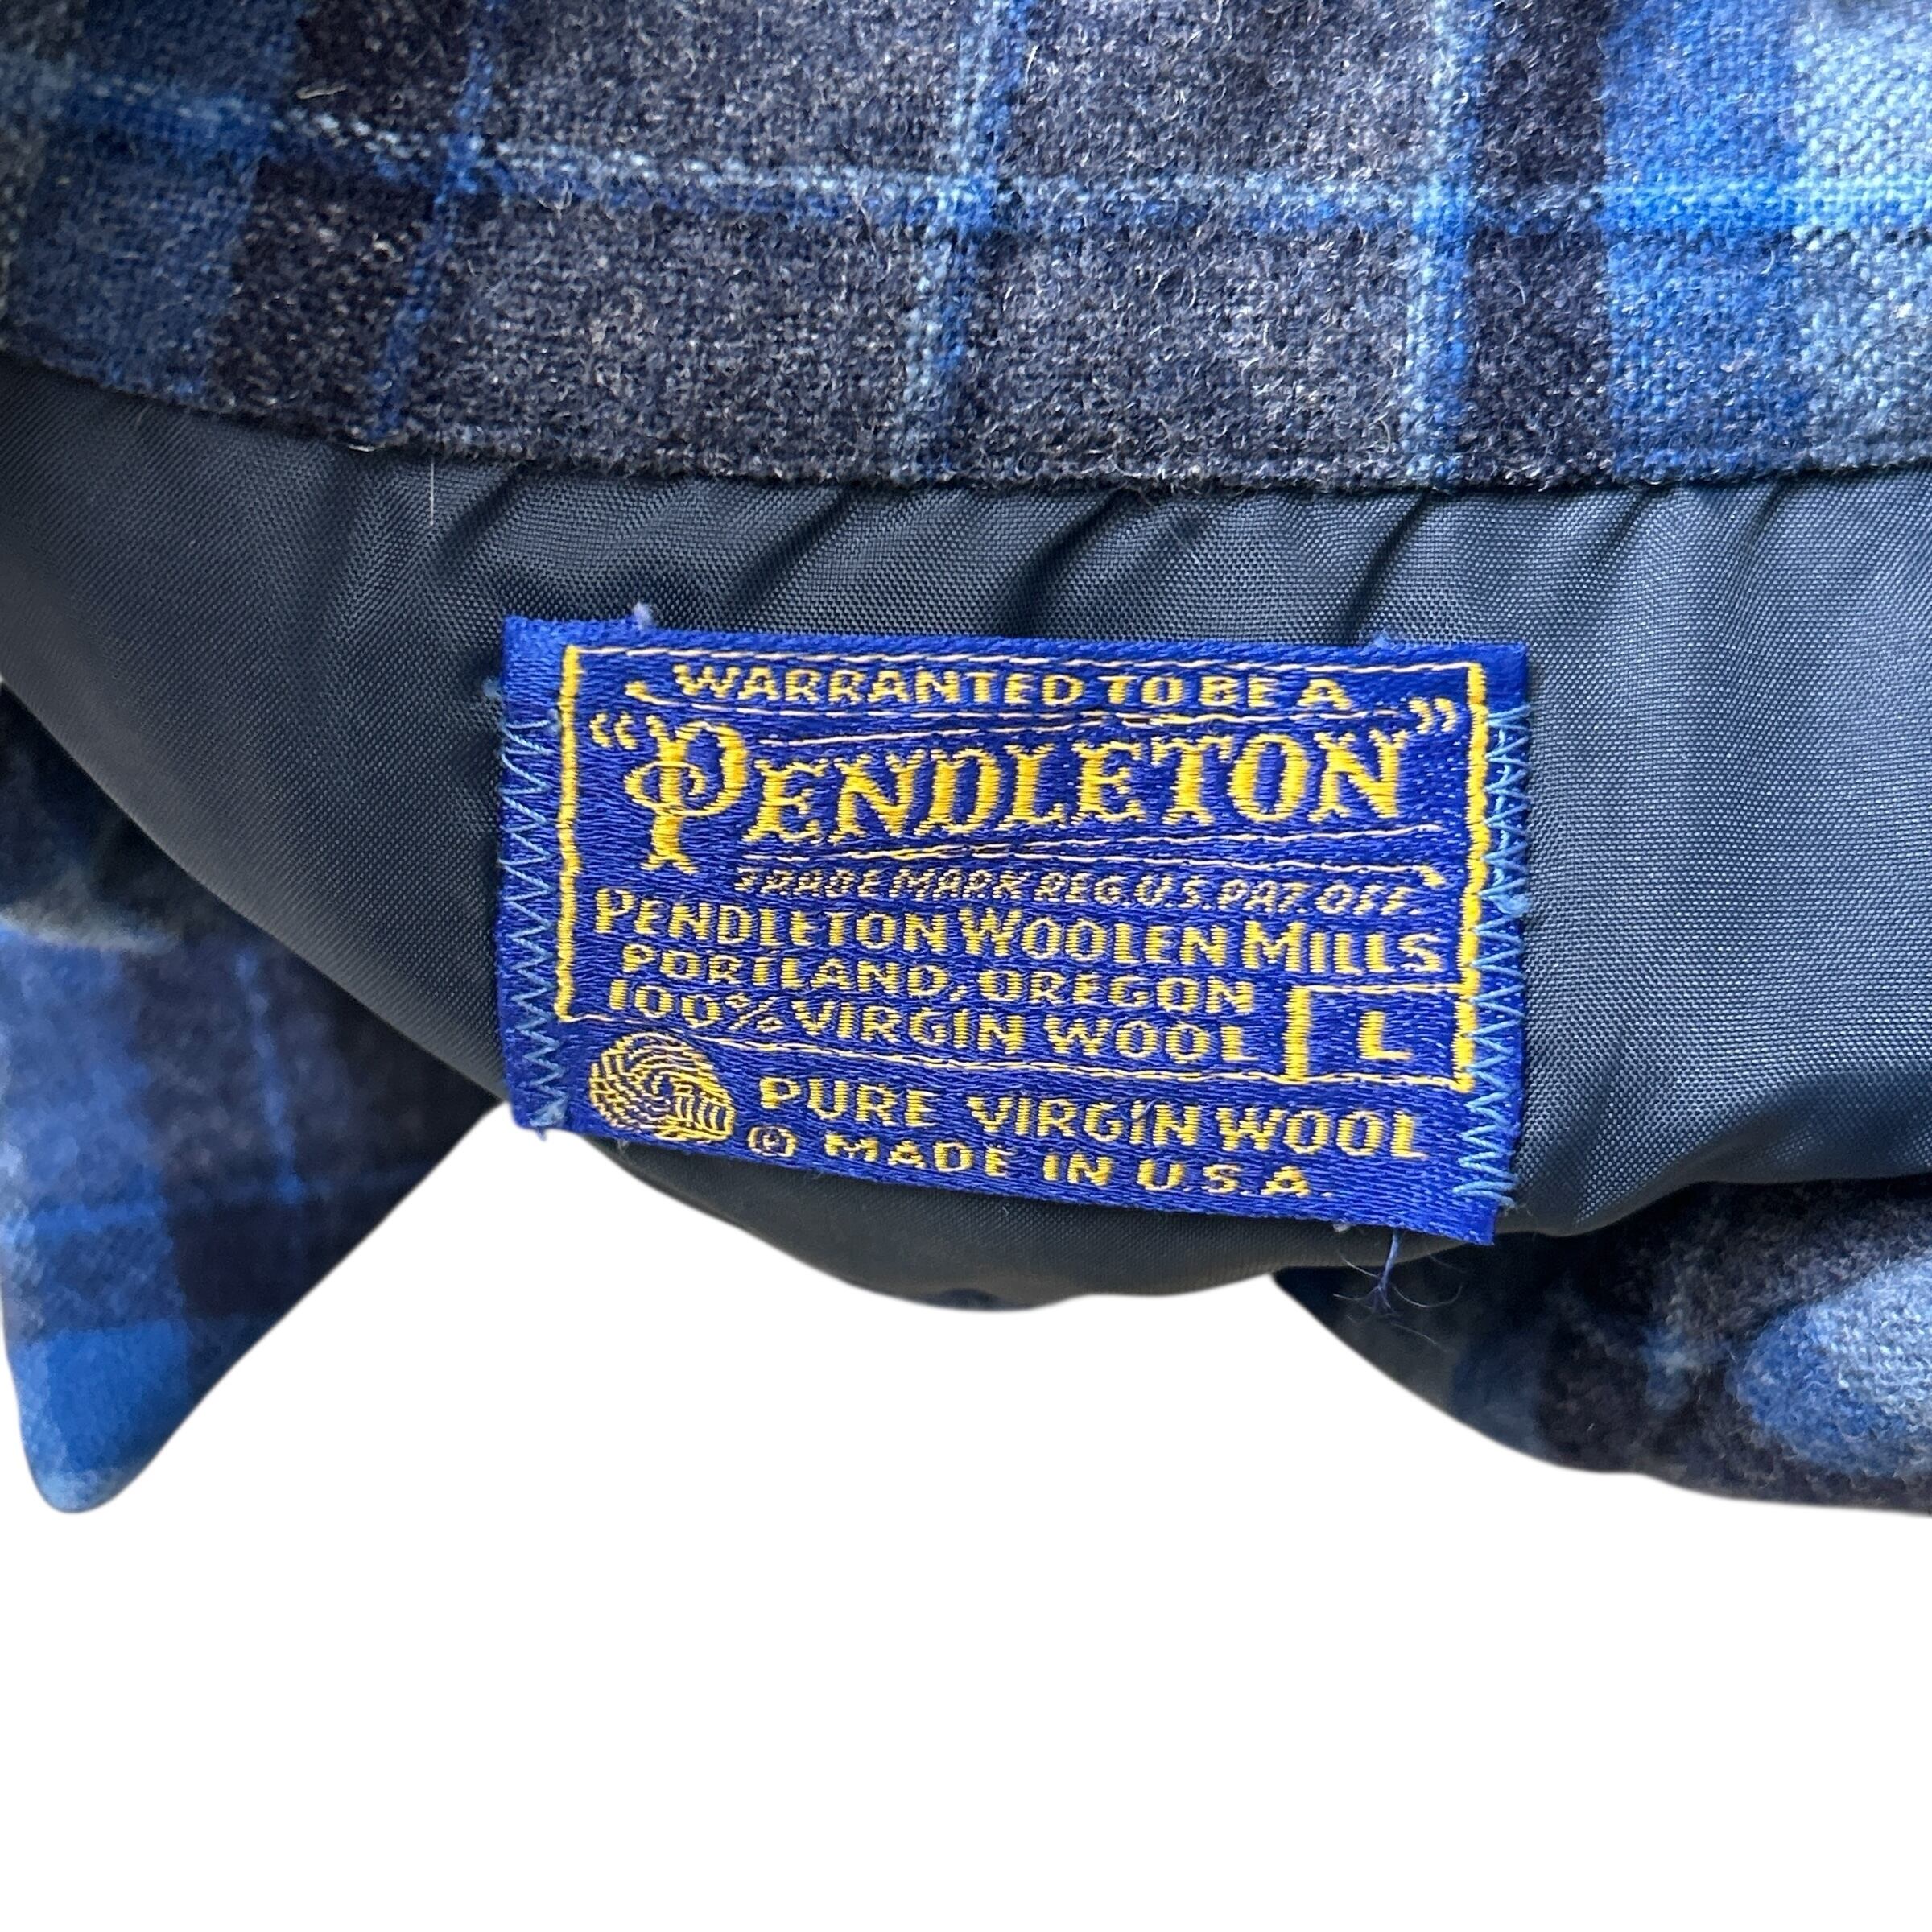 WARRANTED TO BE A
"PENDLETON"
TRADE MARK REG. U.S. PAT. OFF.
PENDLETON WOOLEN MILLS
PORTLAND, OREGON
100% VIRGIN WOOL L
PURE VIRGIN WOOL
® MADE IN U.S.A.